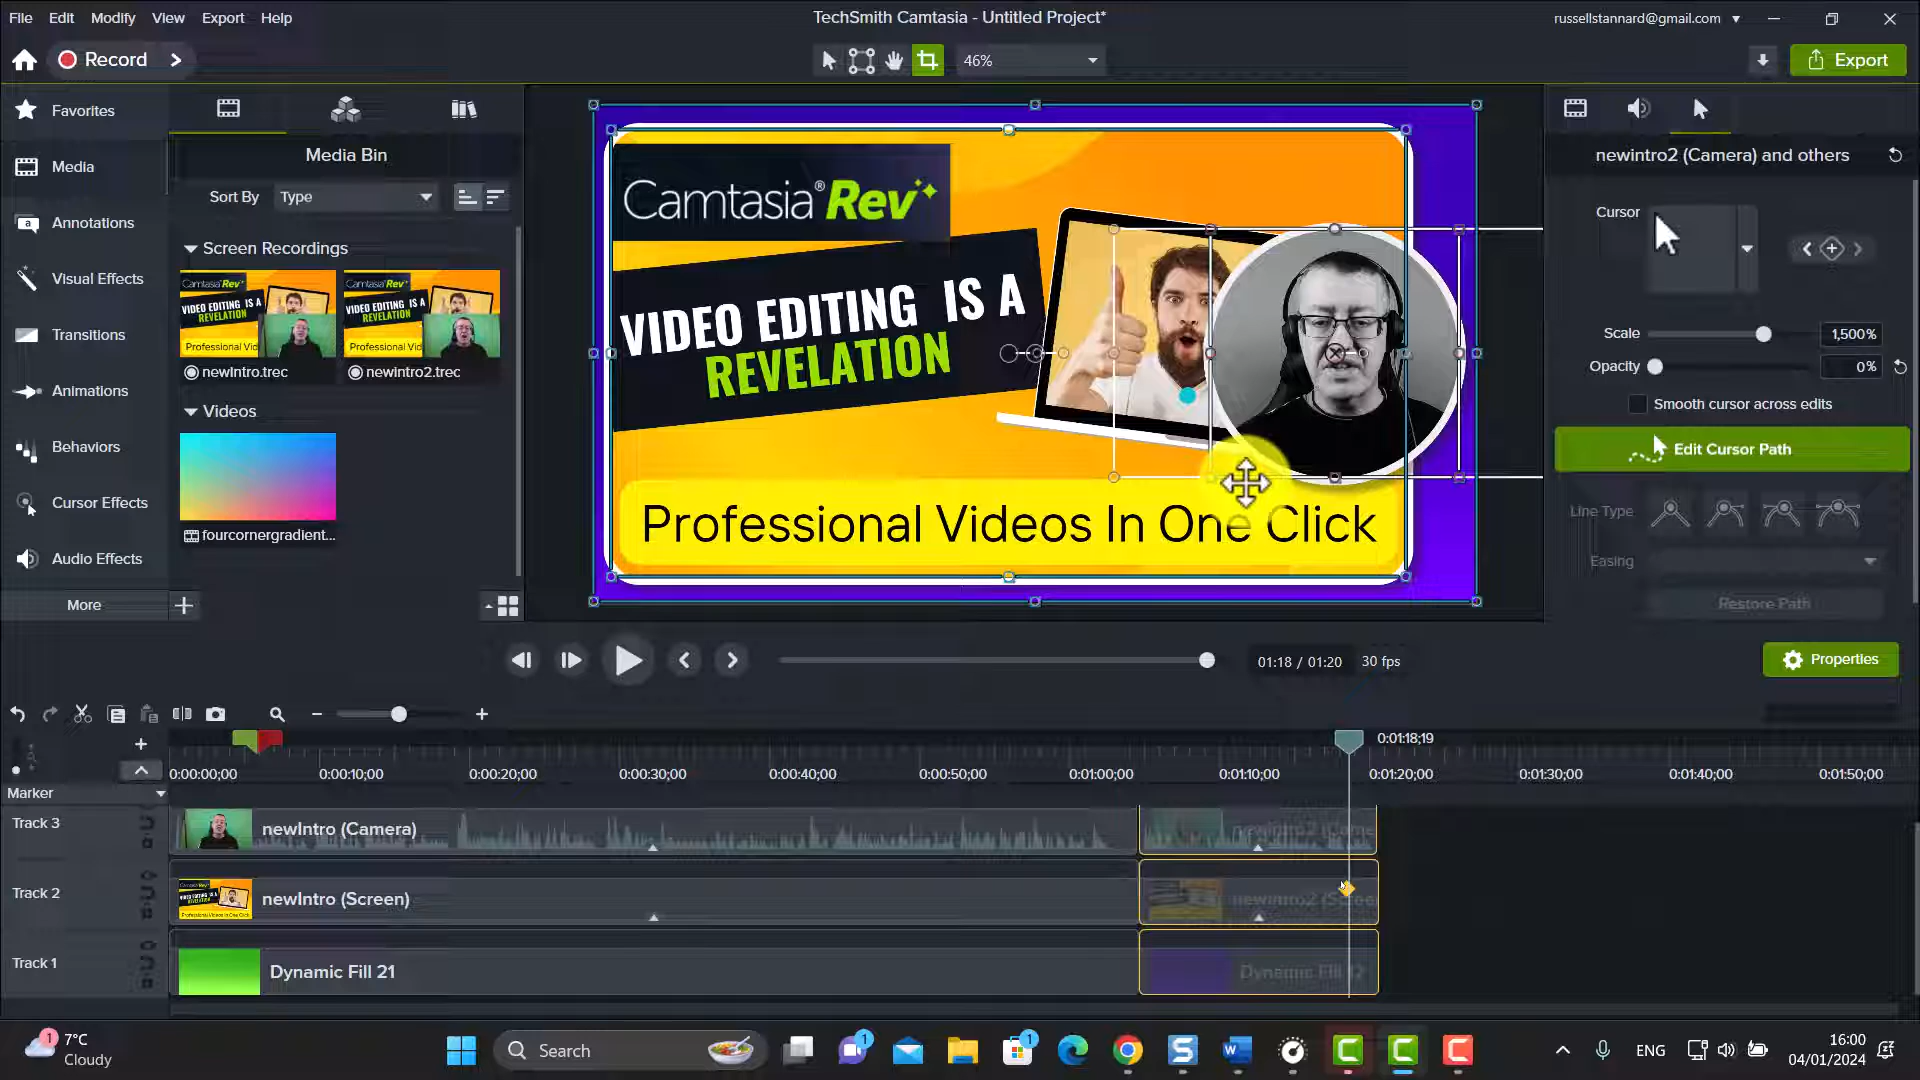 File Edit Modify View Export Help
TechSmith Camtasia - Untitled Project*
russellstannard@gmail.com
Record
46%
Export
Favorites
Media
Annotations
Visual Effects
Transitions
Animations
Behaviors
Cursor Effects
Audio Effects
More
Media Bin
Sort By Type
Screen Recordings
newIntro.trec
newIntro2.trec
Videos
fourcornergradient...
Camtasia® Rev
VIDEO EDITING IS A
REVELATION
Professional Videos In One Click
newintro2 (Camera) and others
Cursor
Scale 1,500%
Opacity 0%
Smooth cursor across edits
Edit Cursor Path
Line Type
Easing
Restore Path
Properties
01:18 / 01:20 30 fps
0:01:18;19
0:00:00;00 0:00:10;00 0:00:20;00 0:00:30;00 0:00:40;00 0:00:50;00 0:01:00;00 0:01:10;00 0:01:20;00 0:01:30;00 0:01:40;00 0:01:50;00
Marker
Track 3
newIntro (Camera)
Track 2
newIntro (Screen)
Track 1
Dynamic Fill 21
7°C
Cloudy
Search
ENG
16:00
04/01/2024